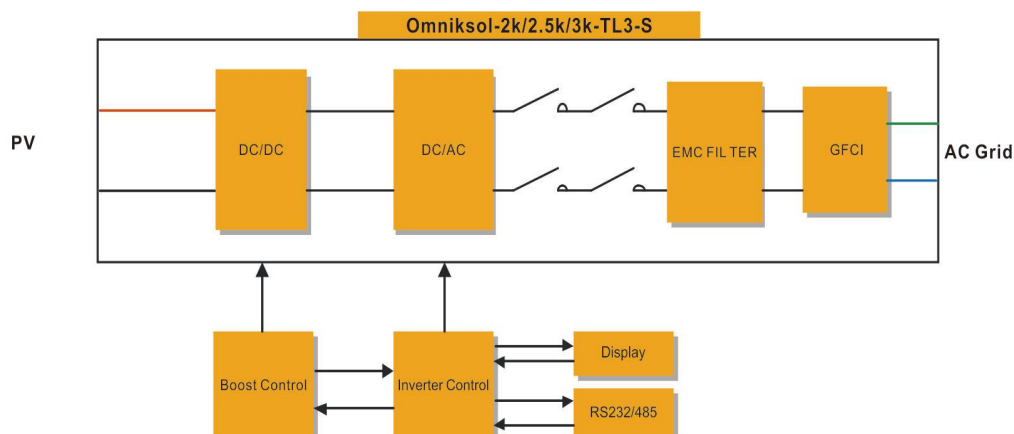 Omniksol-2k/2.5k/3k-TL3-S
PV
DC/DC
DC/AC
EMC FILTER
GFCI
AC Grid
Boost Control
Inverter Control
Display
RS232/485